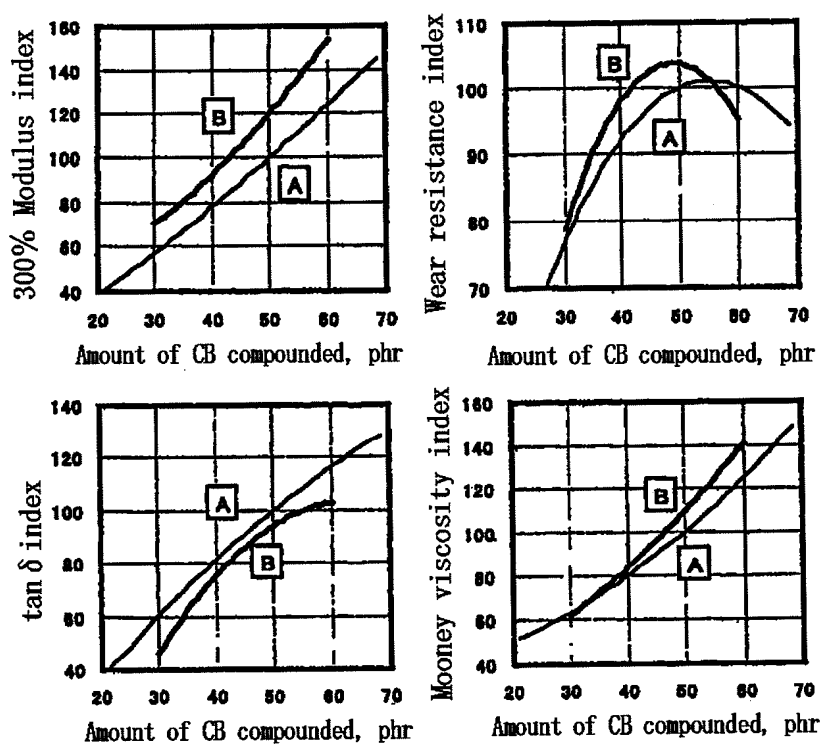 300% Modulus index
160
140
120
100
80
60
40
B
A
20 30 40 50 60 70
Amount of CB compounded, phr
Wear resistance index
110
100
90
80
70
B
A
20 30 40 50 60 70
Amount of CB compounded, phr
tan δ index
140
120
100
80
60
40
A
B
20 30 40 50 60 70
Amount of CB compounded, phr
Mooney viscosity index
160
140
120
100
80
60
40
B
A
20 30 40 50 60 70
Amount of CB compounded, phr